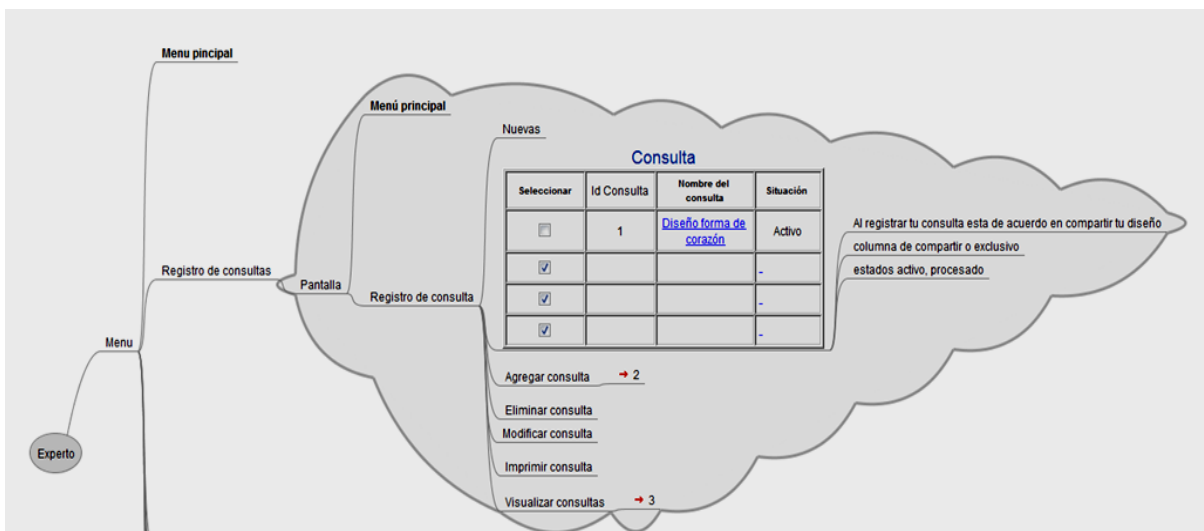 Menu pincipal
Menú principal
Nuevas
Consulta
Seleccionar
Id Consulta
Nombre del
consulta
Situación
1
Diseño forma de
corazón
Activo
-
-
-
Al registrar tu consulta esta de acuerdo en compartir tu diseño
columna de compartir o exclusivo
estados activo, procesado
Registro de consultas
Pantalla
Registro de consulta
Menu
Agregar consulta
2
Eliminar consulta
Modificar consulta
Experto
Imprimir consulta
Visualizar consultas
3